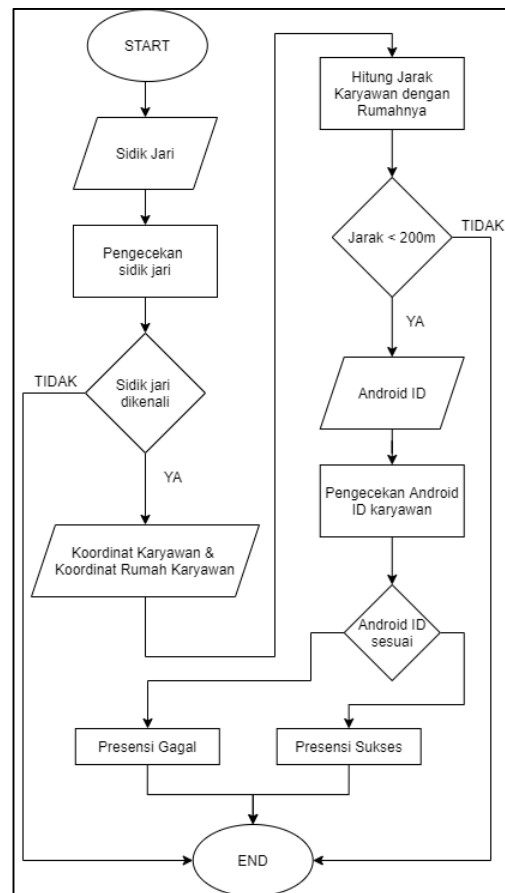 START
Sidik Jari
Pengecekan
sidik jari
TIDAK
Sidik jari
dikenali
YA
Koordinat Karyawan &
Koordinat Rumah Karyawan
Hitung Jarak
Karyawan dengan
Rumahnya
Jarak < 200m
TIDAK
YA
Android ID
Pengecekan Android
ID karyawan
Android ID
sesuai
Presensi Gagal
Presensi Sukses
END